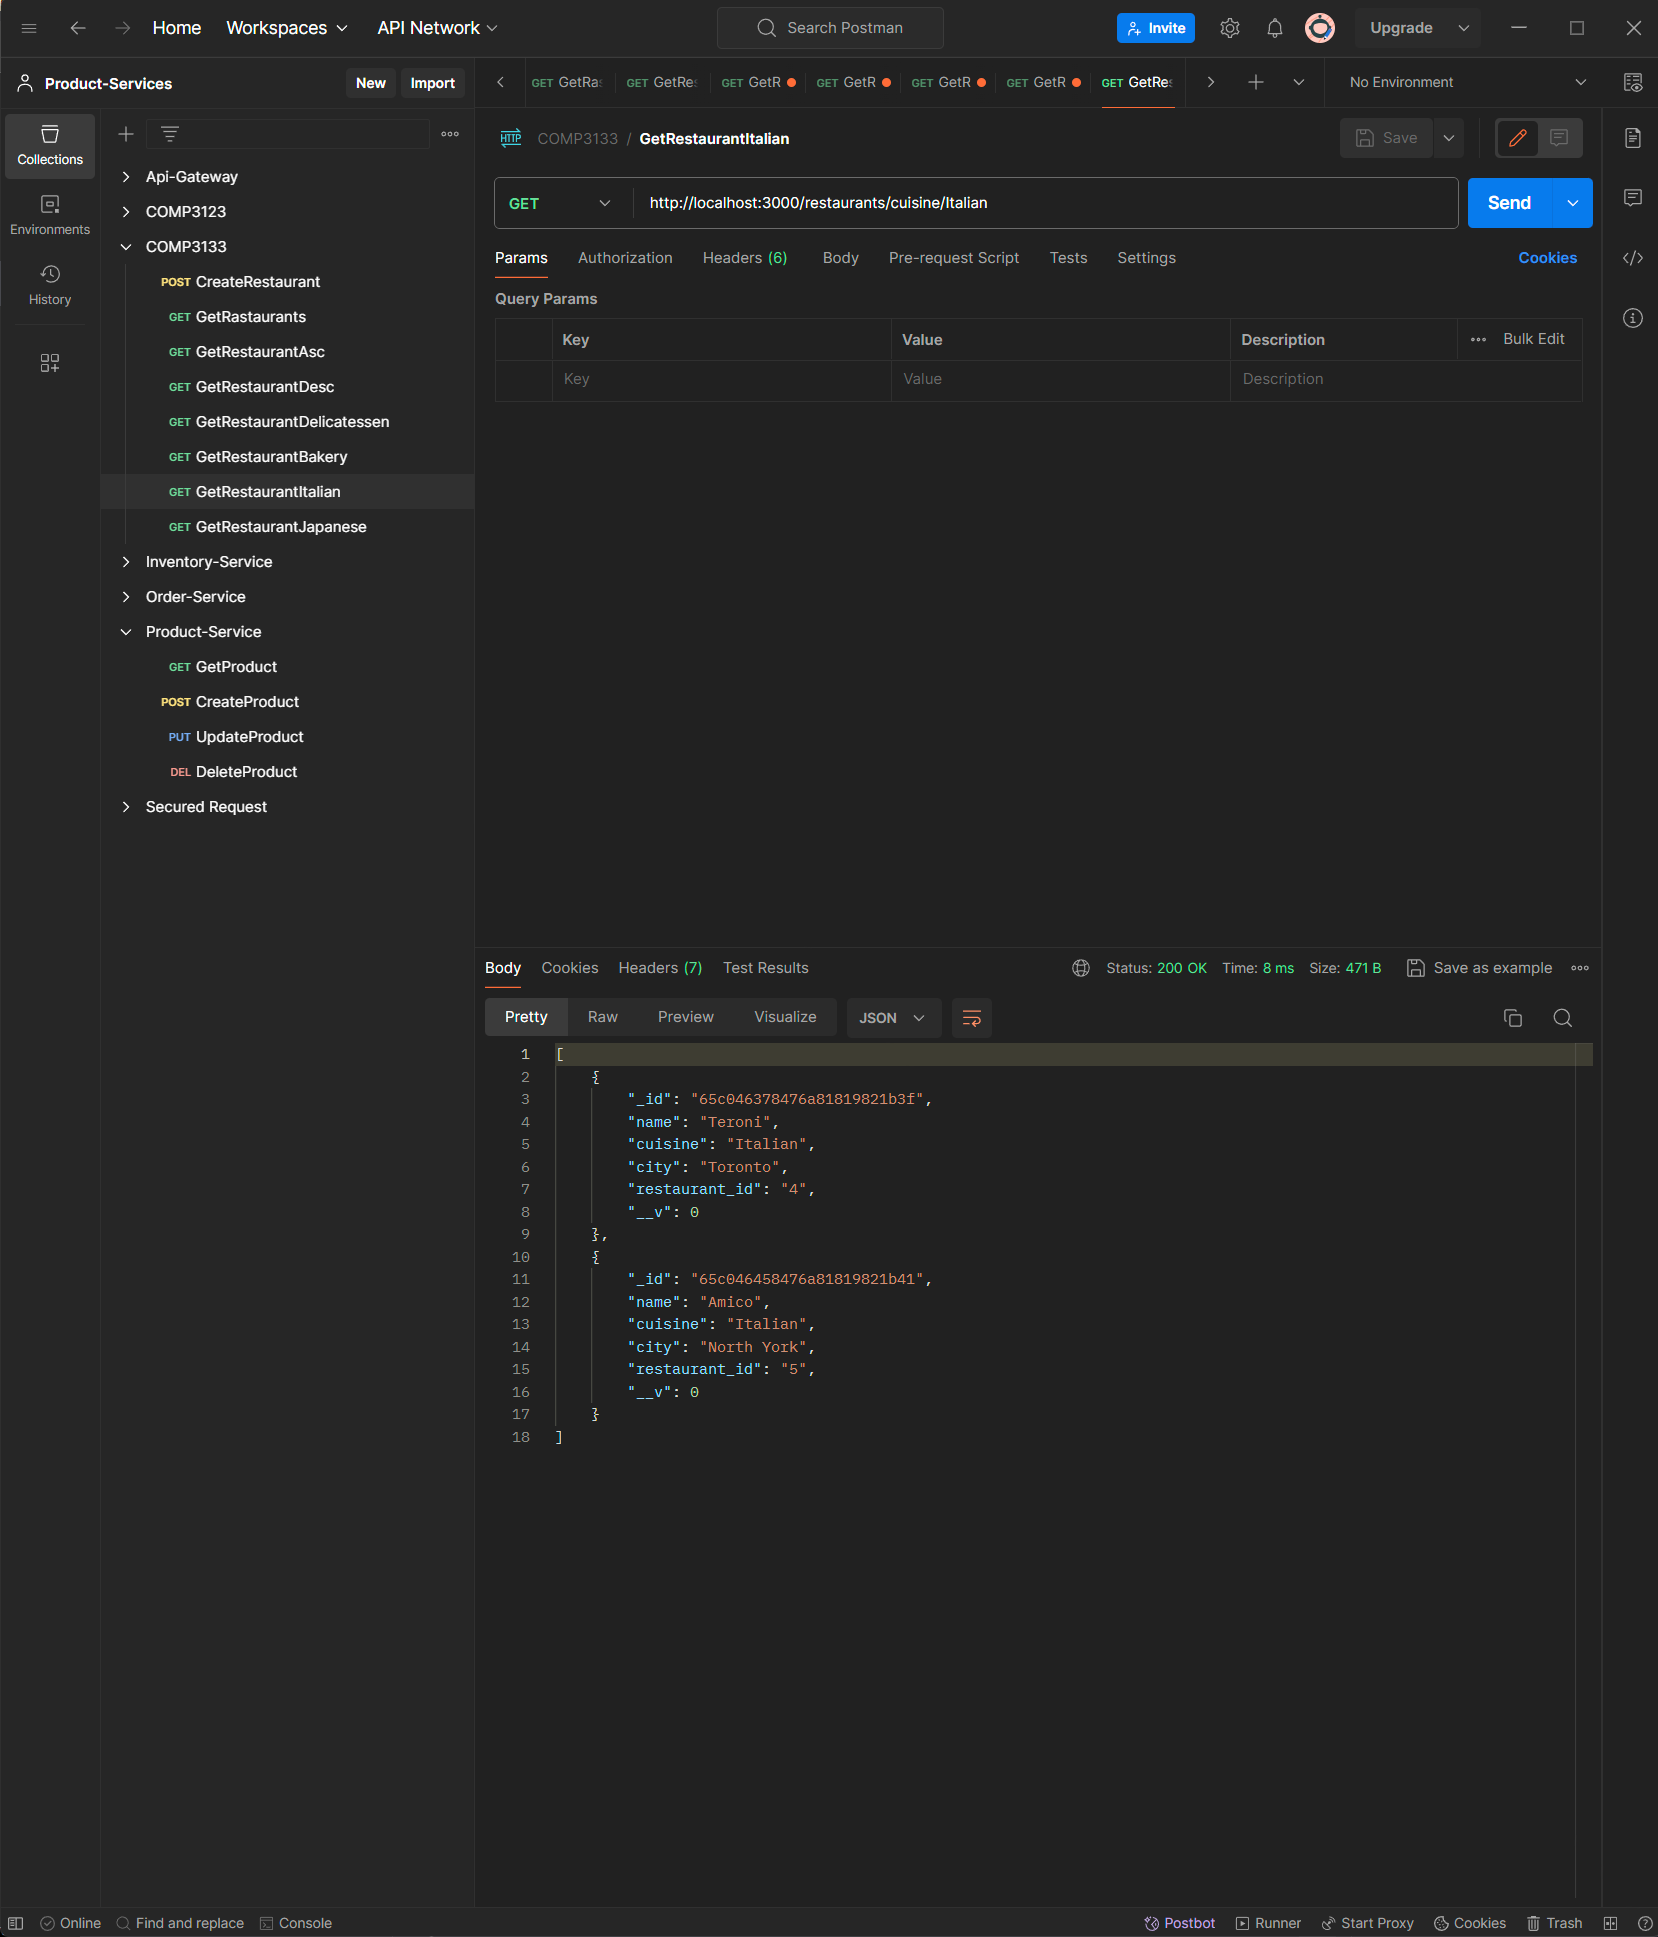 Home Workspaces API Network Search Postman Invite Upgrade
Product-Services New Import
GET GetRa GET GetRe GET GetR GET GetR GET GetR GET GetR GET GetRe No Environment
Collections
Environments
History
Api-Gateway
COMP3123
COMP3133
POST CreateRestaurant
GET GetRastaurants
GET GetRestaurantAsc
GET GetRestaurantDesc
GET GetRestaurantDelicatessen
GET GetRestaurantBakery
GET GetRestaurantItalian
GET GetRestaurantJapanese
Inventory-Service
Order-Service
Product-Service
GET GetProduct
POST CreateProduct
PUT UpdateProduct
DEL DeleteProduct
Secured Request
HTTP COMP3133 / GetRestaurantItalian Save
GET http://localhost:3000/restaurants/cuisine/Italian Send
Params Authorization Headers (6) Body Pre-request Script Tests Settings Cookies
Query Params
Key Value Description Bulk Edit
Key Value Description
Body Cookies Headers (7) Test Results Status: 200 OK Time: 8 ms Size: 471 B Save as example
Pretty Raw Preview Visualize JSON
1 [
2 {
3 "_id": "65c046378476a81819821b3f",
4 "name": "Teroni",
5 "cuisine": "Italian",
6 "city": "Toronto",
7 "restaurant_id": "4",
8 "__v": 0
9 },
10 {
11 "_id": "65c046458476a81819821b41",
12 "name": "Amico",
13 "cuisine": "Italian",
14 "city": "North York",
15 "restaurant_id": "5",
16 "__v": 0
17 }
18 ]
Online Find and replace Console Postbot Runner Start Proxy Cookies Trash